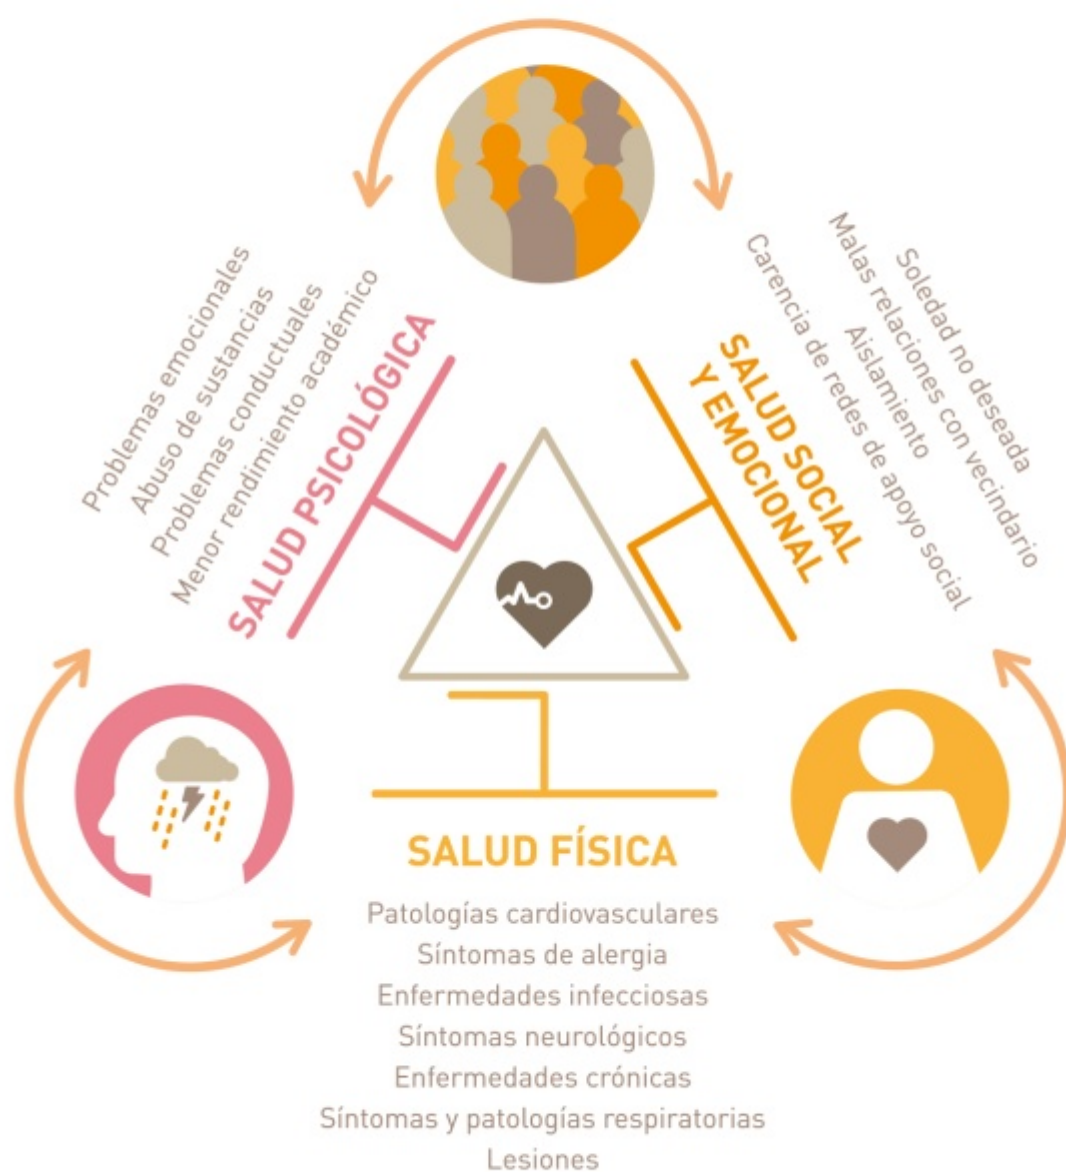 Problemas emocionales
Abuso de sustancias
Problemas conductuales
Menor rendimiento académico
SALUD PSICOLÓGICA
Soledad no deseada
Malas relaciones con vecindario
Aislamiento
Carencia de redes de apoyo social
SALUD SOCIAL
Y EMOCIONAL
SALUD FÍSICA
Patologías cardiovasculares
Síntomas de alergia
Enfermedades infecciosas
Síntomas neurológicos
Enfermedades crónicas
Síntomas y patologías respiratorias
Lesiones